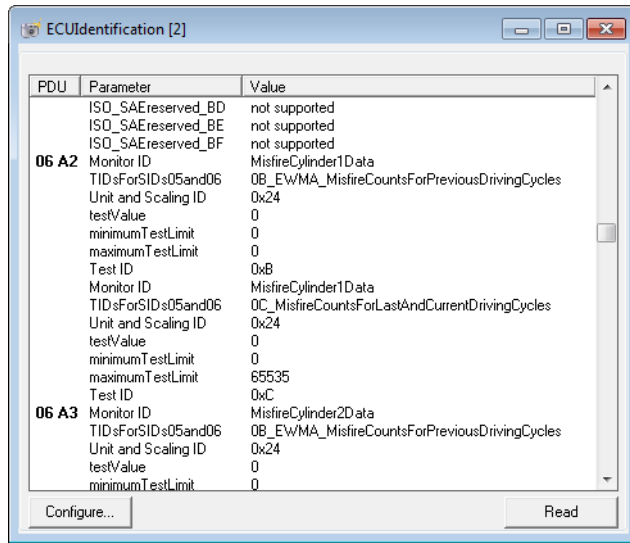 ECUIdentification [2]
PDU Parameter Value
ISO_SAEreserved_BD not supported
ISO_SAEreserved_BE not supported
ISO_SAEreserved_BF not supported
06 A2 Monitor ID MisfireCylinder1Data
TIDsForSIDs05and06 0B_EWMA_MisfireCountsForPreviousDrivingCycles
Unit and Scaling ID 0x24
testValue 0
minimumTestLimit 0
maximumTestLimit 0
Test ID 0xB
Monitor ID MisfireCylinder1Data
TIDsForSIDs05and06 0C_MisfireCountsForLastAndCurrentDrivingCycles
Unit and Scaling ID 0x24
testValue 0
minimumTestLimit 0
maximumTestLimit 65535
Test ID 0xC
06 A3 Monitor ID MisfireCylinder2Data
TIDsForSIDs05and06 0B_EWMA_MisfireCountsForPreviousDrivingCycles
Unit and Scaling ID 0x24
testValue 0
minimumTestLimit 0
Configure... Read